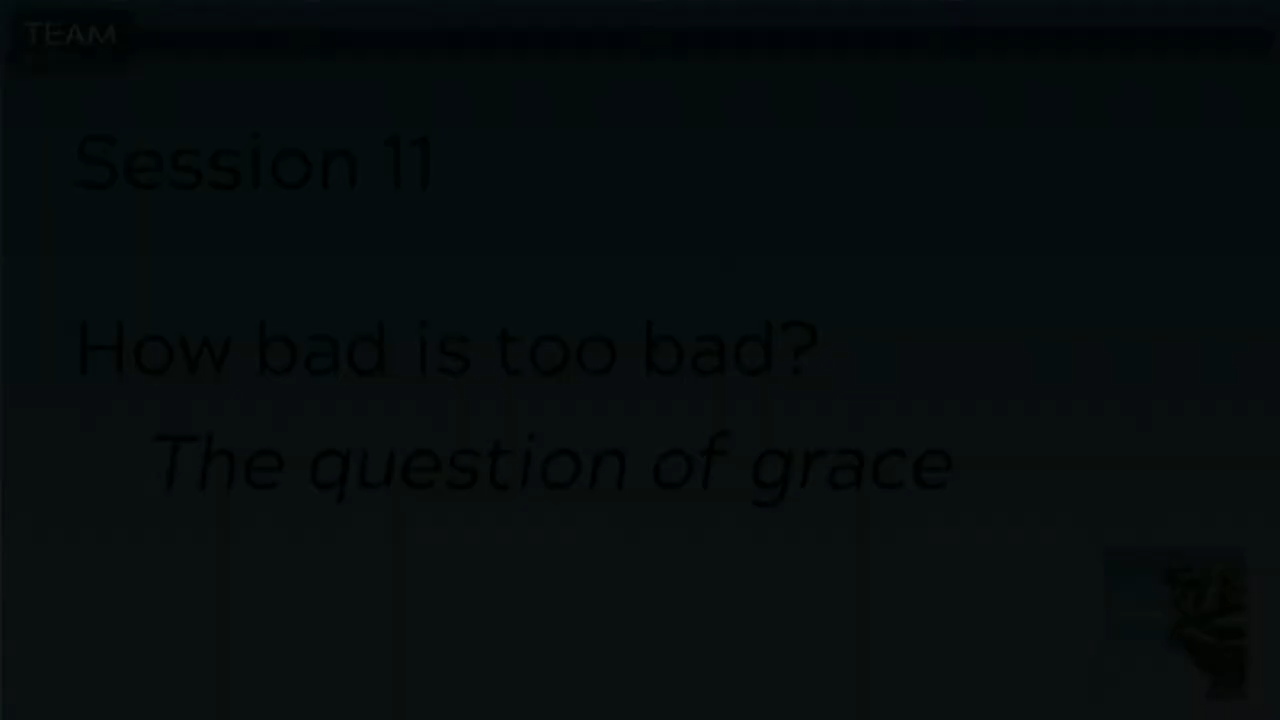 TEAM
Session 11
How bad is too bad?
The question of grace